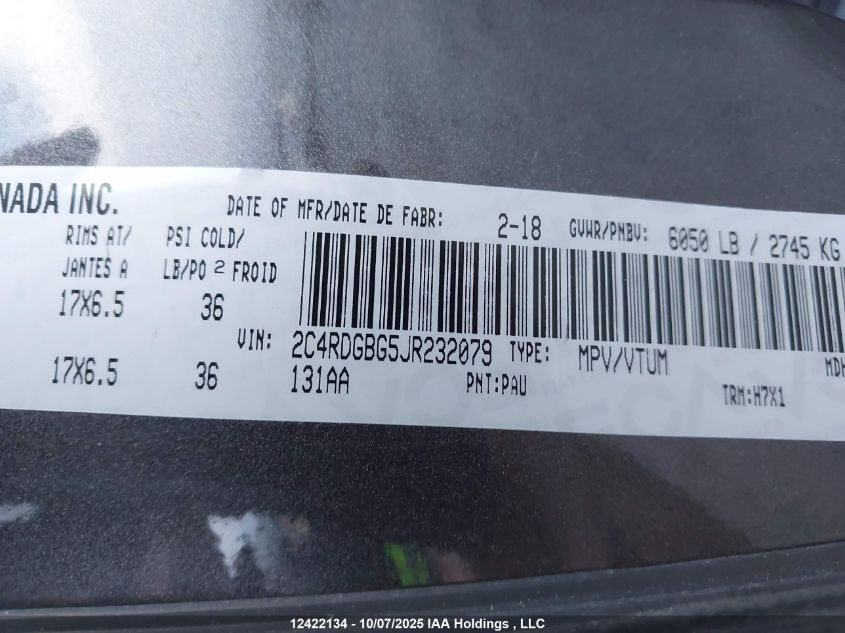 NADA INC.
DATE OF MFR/DATE DE FABR: 2-18 GVWR/PNBV: 6050 LB / 2745 KG
RIMS AT/ PSI COLD/
JANTES A LB/PO 2 FROID
17X6.5 36
VIN: 2C4RDGBG5JR232079 TYPE: MPV/VTUM MDH
17X6.5 36 131AA PNT:PAU TRM:H7X1
12422134 - 10/07/2025 IAA Holdings , LLC